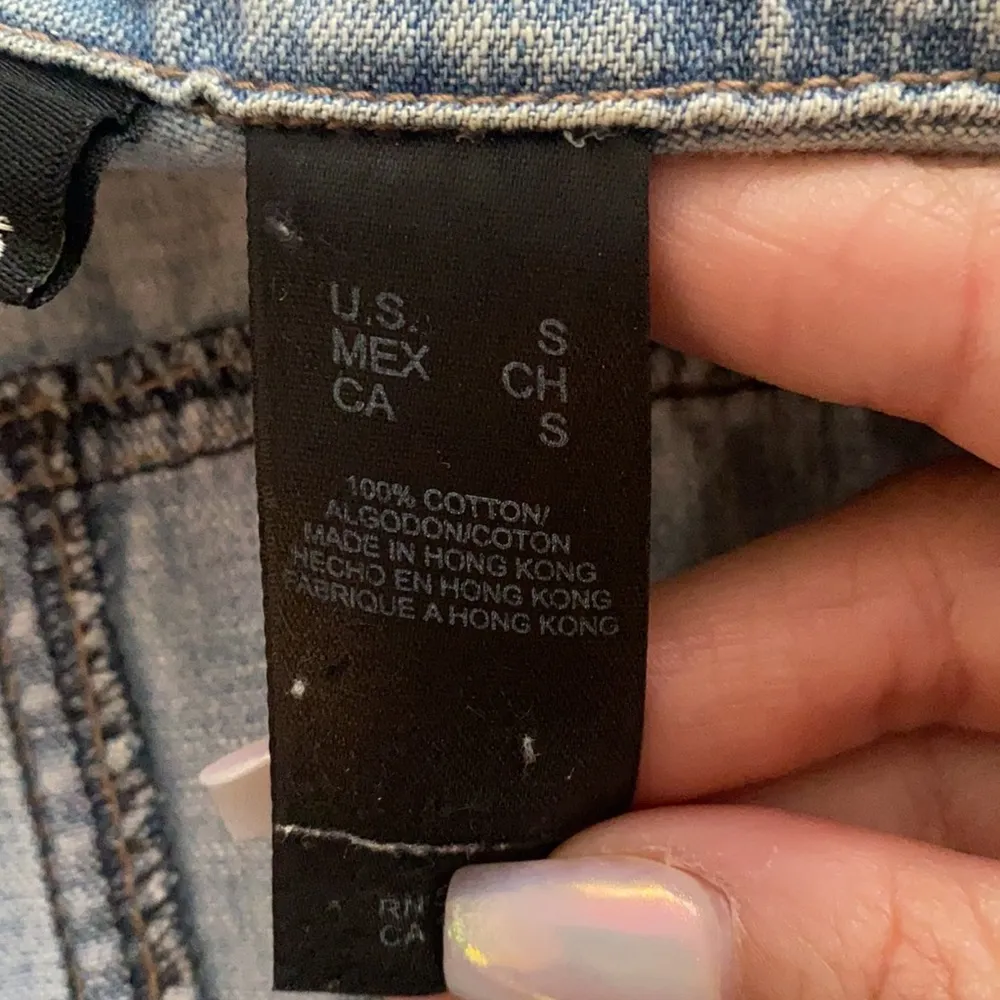 U.S. S
MEX CH
CA S
100% COTTON/
ALGODON/COTON
MADE IN HONG KONG
HECHO EN HONG KONG
FABRIQUE A HONG KONG
RN
CA